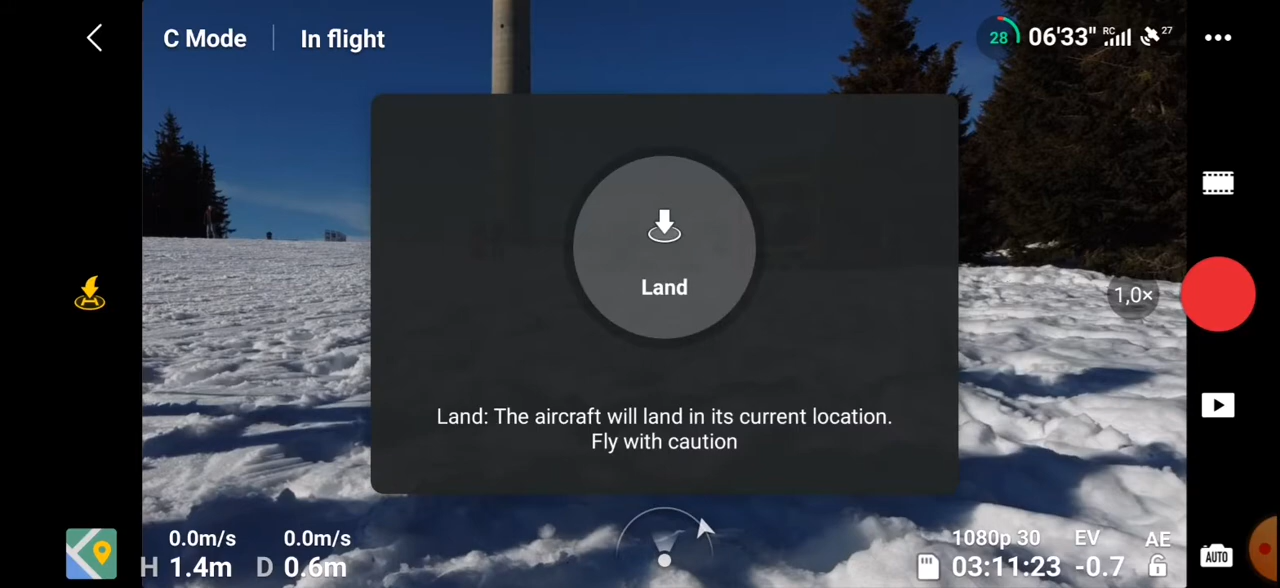 C Mode In flight
28 06'33" RC 27
Land
1,0×
Land: The aircraft will land in its current location.
Fly with caution
0.0m/s 0.0m/s
H 1.4m D 0.6m
1080p 30 EV AE
03:11:23 -0.7
AUTO